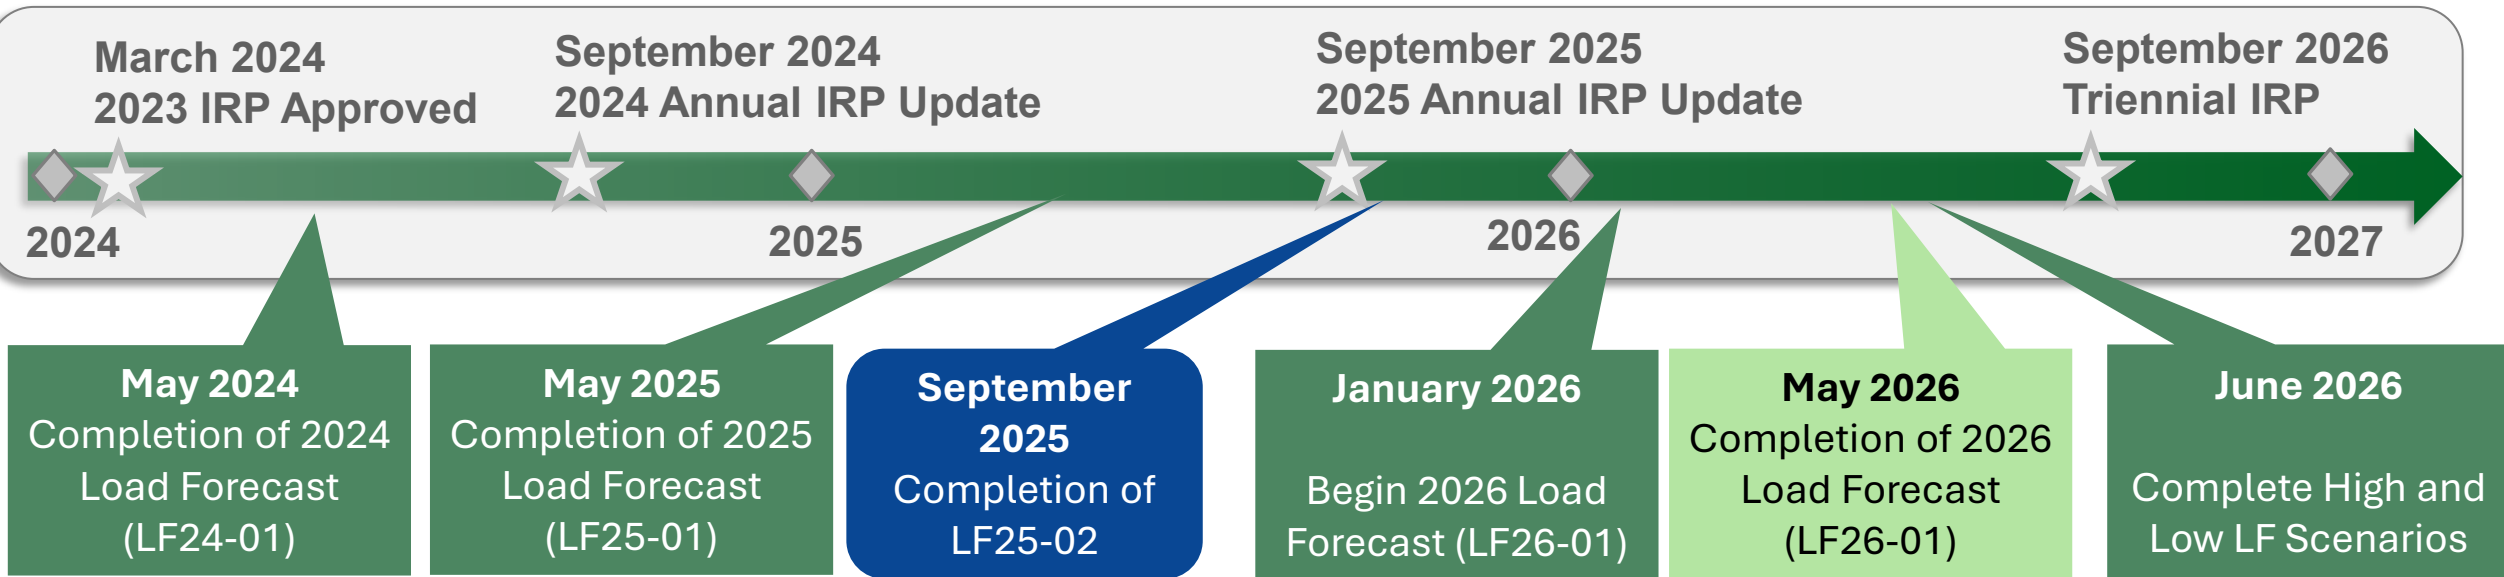 March 2024
2023 IRP Approved
September 2024
2024 Annual IRP Update
September 2025
2025 Annual IRP Update
September 2026
Triennial IRP
2024
2025
2026
2027
May 2024
Completion of 2024
Load Forecast
(LF24-01)
May 2025
Completion of 2025
Load Forecast
(LF25-01)
September
2025
Completion of
LF25-02
January 2026
Begin 2026 Load
Forecast (LF26-01)
May 2026
Completion of 2026
Load Forecast
(LF26-01)
June 2026
Complete High and
Low LF Scenarios